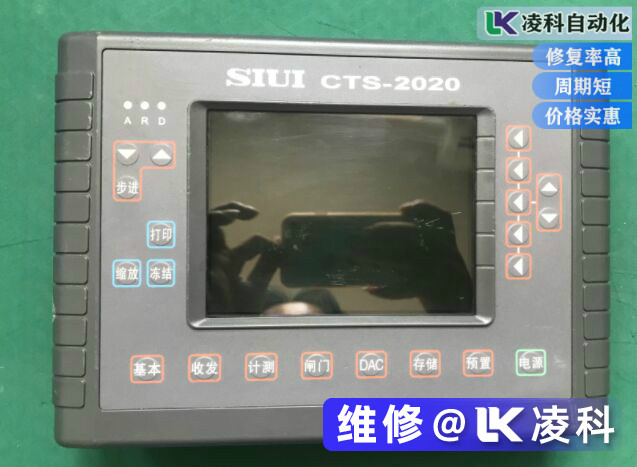 LK凌科自动化
修复率高
周期短
价格实惠
SIUI CTS-2020
A R D
步进
打印
缩放 冻结
基本 收发 计测 闸门 DAC 存储 预置 电源
维修@LK凌科